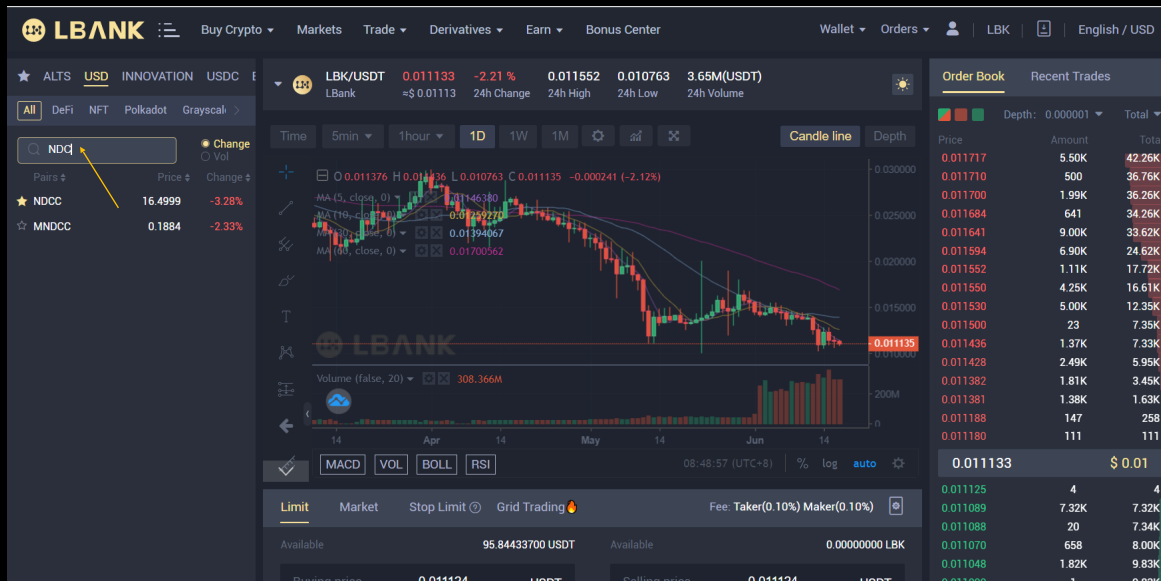 LBANK Buy Crypto Markets Trade Derivatives Earn Bonus Center Wallet Orders LBK English / USD
ALTS USD INNOVATION USDC
All DeFi NFT Polkadot Grayscal
NDC
Change
Vol
Pairs Price Change
NDCC 16.4999 -3.28%
MNDCC 0.1884 -2.33%
LBK/USDT 0.011133 -2.21 % 0.011552 0.010763 3.65M(USDT)
LBank ≈$ 0.01113 24h Change 24h High 24h Low 24h Volume
Time 5min 1hour 1D 1W 1M Candle line Depth
O 0.011376 L 0.010763 C 0.011135 -0.000241 (-2.12%)
MA (5, close, 0)
MA (10, close, 0) 0.01259270
0.01394067
MA (60, close, 0) 0.01700562
0.030000
0.025000
0.020000
0.015000
0.011135
0.010000
LBANK
Volume (false, 20) 308.366M
200M
0
14 Apr 14 May 14 Jun 14
MACD VOL BOLL RSI 08:48:57 (UTC+8) % log auto
Limit Market Stop Limit Grid Trading Fee: Taker(0.10%) Maker(0.10%)
Available 95.84433700 USDT Available 0.00000000 LBK
Buying price 0.011124 USDT Selling price 0.011124 USDT
Order Book Recent Trades
Depth: 0.000001 Total
Price Amount Tota
0.011717 5.50K 42.26K
0.011710 500 36.76K
0.011700 1.99K 36.26K
0.011684 641 34.26K
0.011641 9.00K 33.62K
0.011594 6.90K 24.62K
0.011552 1.11K 17.72K
0.011550 4.25K 16.61K
0.011530 5.00K 12.35K
0.011500 23 7.35K
0.011436 1.37K 7.33K
0.011428 2.49K 5.95K
0.011382 1.81K 3.45K
0.011381 1.38K 1.63K
0.011188 147 258
0.011180 111 111
0.011133 $ 0.01
0.011125 4 4
0.011089 7.32K 7.32K
0.011088 20 7.34K
0.011070 658 8.00K
0.011048 1.82K 9.83K